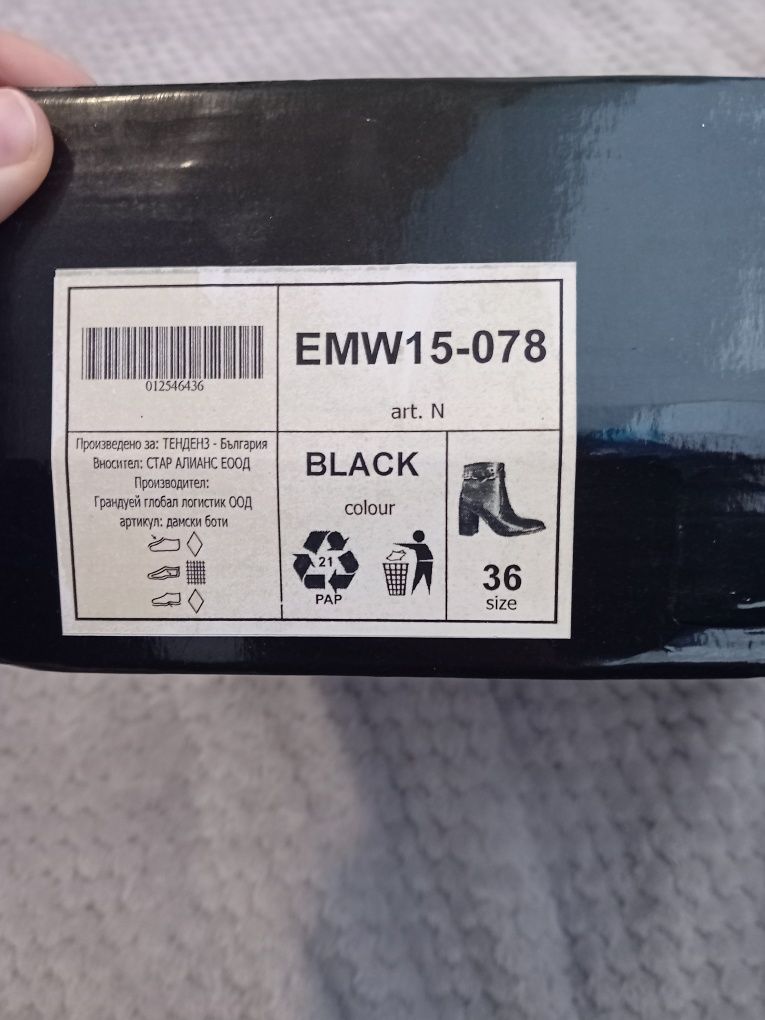 012546436
EMW15-078
art. N
Произведено за: ТЕНДЕНЗ - България
Вносител: СТАР АЛИАНС ЕООД
Производител:
Грандуей глобал логистик ООД
артикул: дамски боти
BLACK
colour
21
PAP
36
size